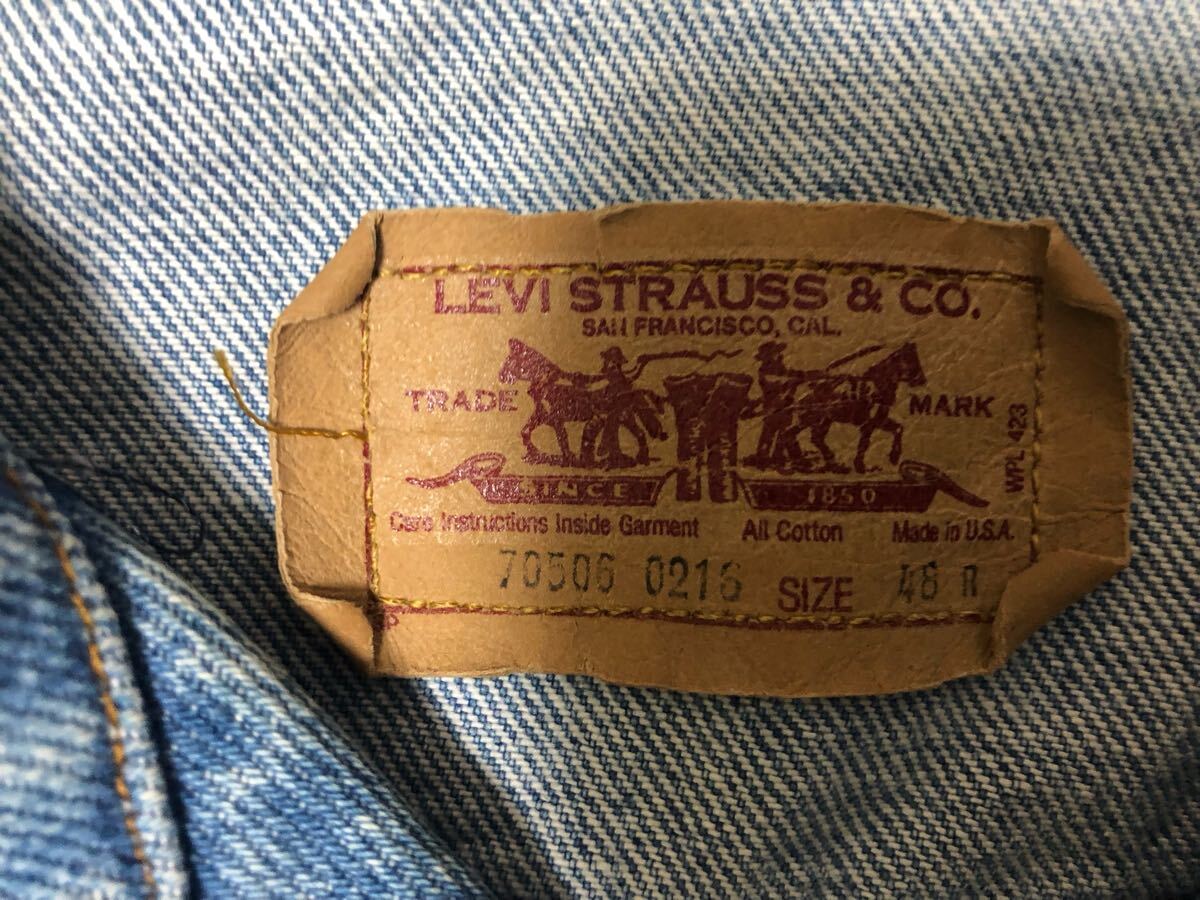 LEVI STRAUSS & CO.
SAN FRANCISCO, CAL.
TRADE MARK
WPL 423
SINCE 1850
Care Instructions Inside Garment All Cotton Made in U.S.A.
70506 0216 SIZE 46 R